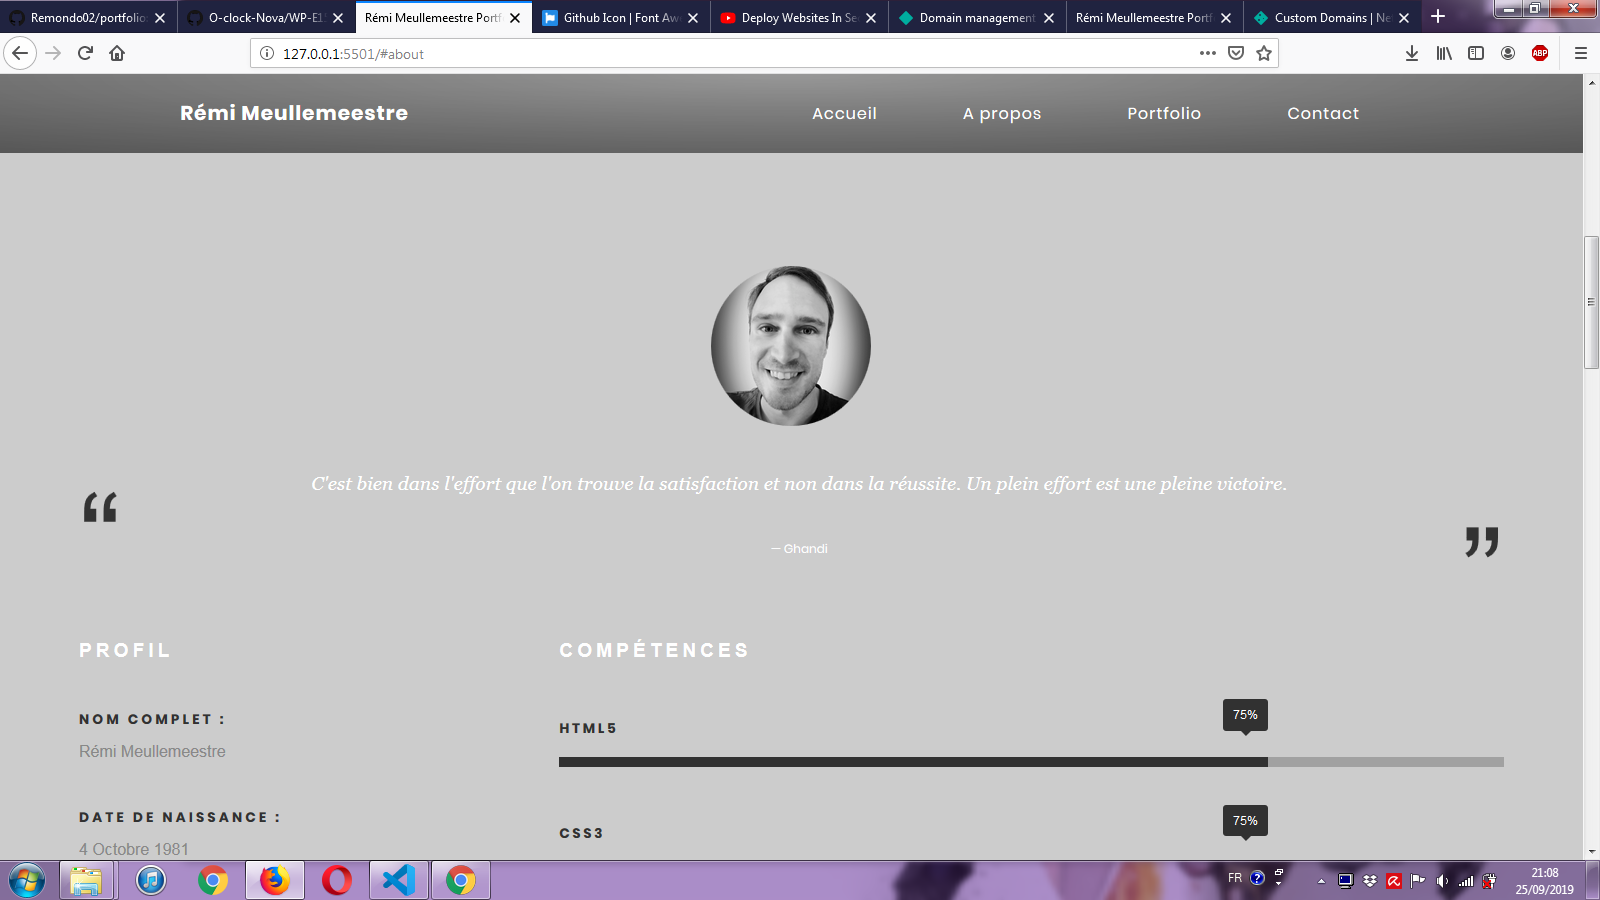 Remondo02/portfolio
O-clock-Nova/WP-E1
Rémi Meullemeestre Portf
Github Icon | Font Aw
Deploy Websites In Se
Domain management
Rémi Meullemeestre Portf
Custom Domains | Ne
127.0.0.1:5501/#about
ABP
Rémi Meullemeestre
Accueil
A propos
Portfolio
Contact
C'est bien dans l'effort que l'on trouve la satisfaction et non dans la réussite. Un plein effort est une pleine victoire.
“
”
— Ghandi
PROFIL
COMPÉTENCES
NOM COMPLET :
Rémi Meullemeestre
HTML5
75%
DATE DE NAISSANCE :
4 Octobre 1981
CSS3
75%
FR
21:08
25/09/2019